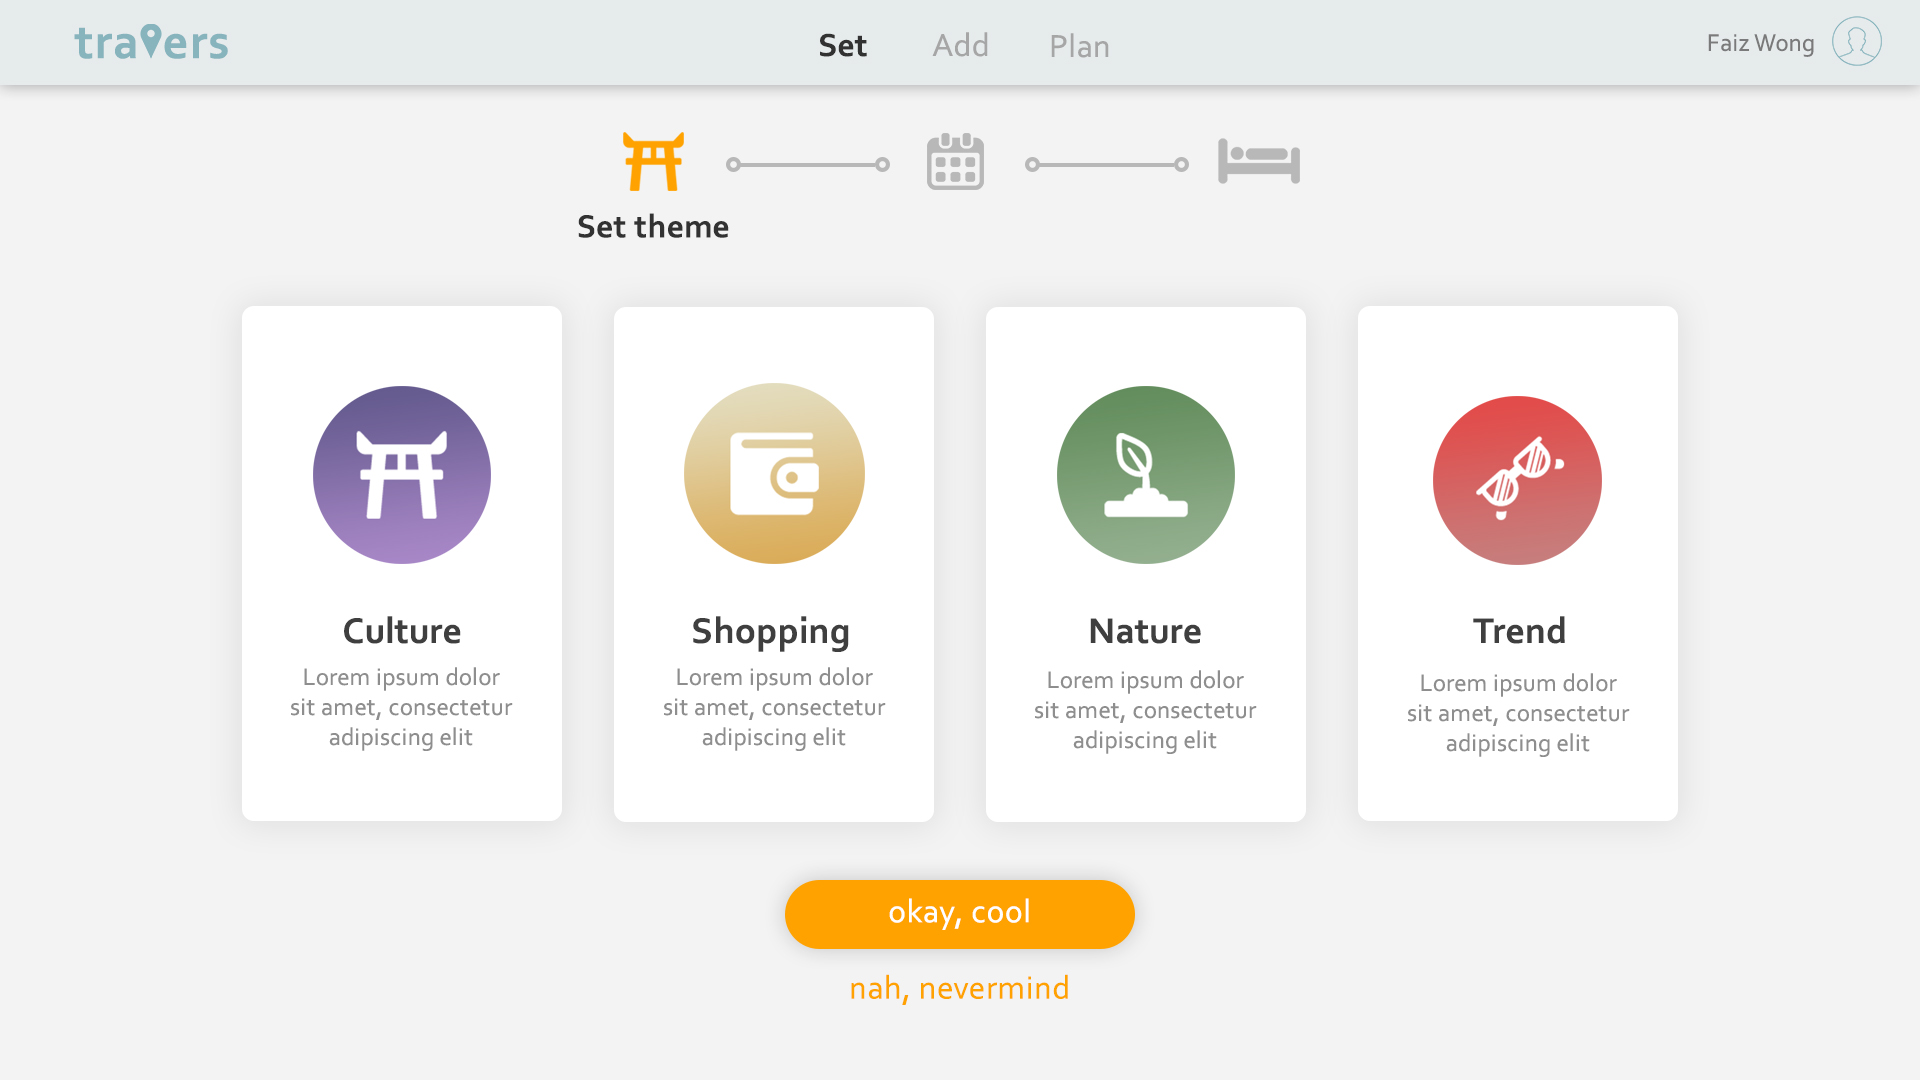 travers
Set
Add
Plan
Faiz Wong
Set theme
Culture
Lorem ipsum dolor
sit amet, consectetur
adipiscing elit
Shopping
Lorem ipsum dolor
sit amet, consectetur
adipiscing elit
Nature
Lorem ipsum dolor
sit amet, consectetur
adipiscing elit
Trend
Lorem ipsum dolor
sit amet, consectetur
adipiscing elit
okay, cool
nah, nevermind